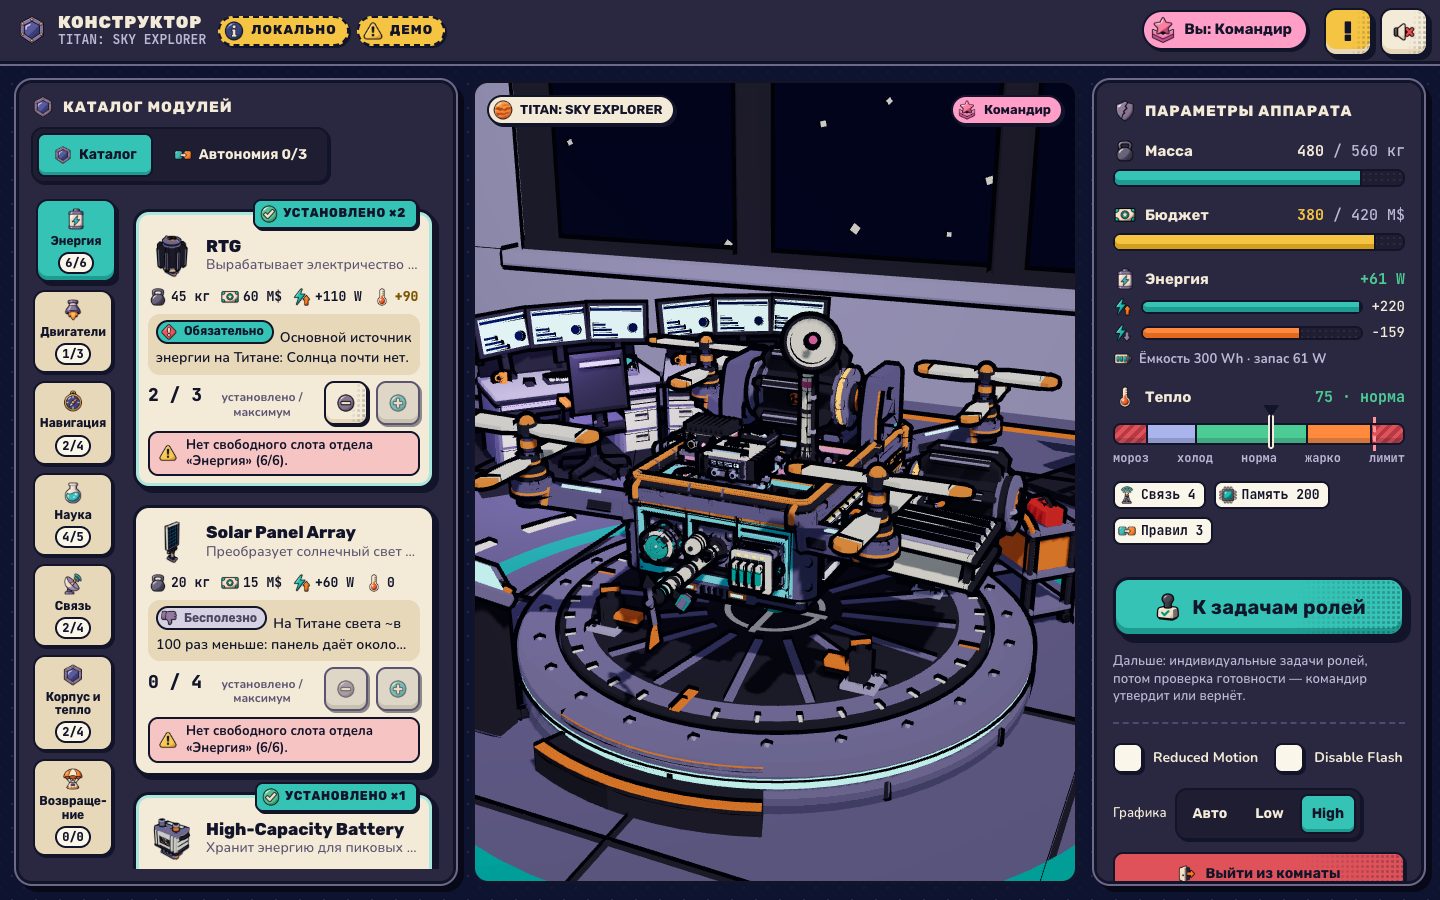 КОНСТРУКТОР
TITAN: SKY EXPLORER
ЛОКАЛЬНО
ДЕМО
Вы: Командир
!
КАТАЛОГ МОДУЛЕЙ
Каталог
Автономия 0/3
Энергия
6/6
Двигатели
1/3
Навигация
2/4
Наука
4/5
Связь
2/4
Корпус и
тепло
2/4
Возвраще-
ние
0/0
УСТАНОВЛЕНО ×2
RTG
Вырабатывает электричество ...
45 кг 60 M$ +110 W +90
Обязательно Основной источник
энергии на Титане: Солнца почти нет.
2 / 3
установлено /
максимум
Нет свободного слота отдела
«Энергия» (6/6).
Solar Panel Array
Преобразует солнечный свет ...
20 кг 15 M$ +60 W 0
Бесполезно На Титане света ~в
100 раз меньше: панель даёт около...
0 / 4
установлено /
максимум
Нет свободного слота отдела
«Энергия» (6/6).
УСТАНОВЛЕНО ×1
High-Capacity Battery
Хранит энергию для пиковых ...
TITAN: SKY EXPLORER
Командир
ПАРАМЕТРЫ АППАРАТА
Масса 480 / 560 кг
Бюджет 380 / 420 M$
Энергия +61 W
+220
-159
Ёмкость 300 Wh · запас 61 W
Тепло 75 · норма
мороз холод норма жарко лимит
Связь 4
Память 200
Правил 3
К задачам ролей
Дальше: индивидуальные задачи ролей,
потом проверка готовности — командир
утвердит или вернёт.
Reduced Motion
Disable Flash
Графика Авто Low High
Выйти из комнаты